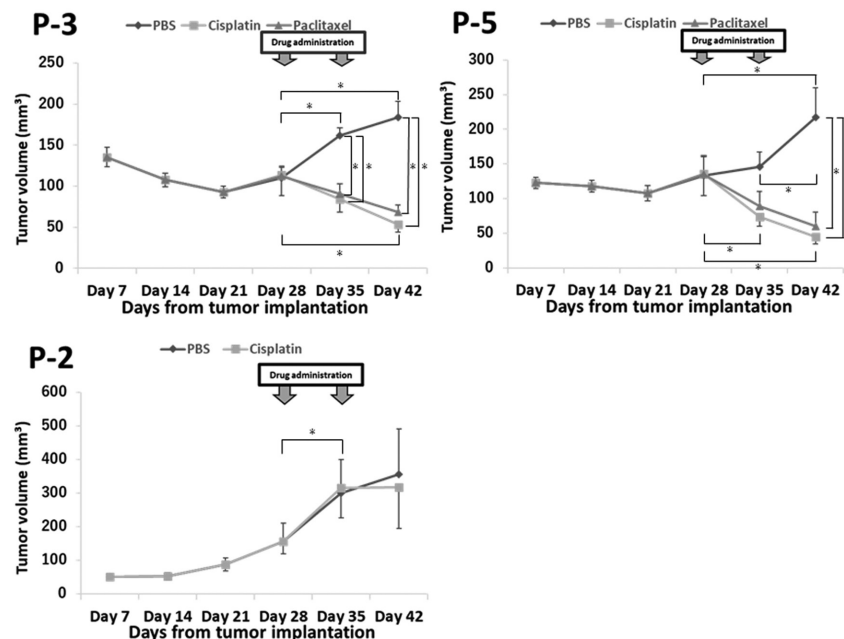 P-3
PBS Cisplatin Paclitaxel
Drug administration
Tumor volume (mm³)
250
200
150
100
50
0
* * * * * * *
Day 7 Day 14 Day 21 Day 28 Day 35 Day 42
Days from tumor implantation
P-5
PBS Cisplatin Paclitaxel
Drug administration
Tumor volume (mm³)
300
250
200
150
100
50
0
* * * * * *
Day 7 Day 14 Day 21 Day 28 Day 35 Day 42
Days from tumor implantation
P-2
PBS Cisplatin
Drug administration
Tumor volume (mm³)
600
500
400
300
200
100
0
*
Day 7 Day 14 Day 21 Day 28 Day 35 Day 42
Days from tumor implantation